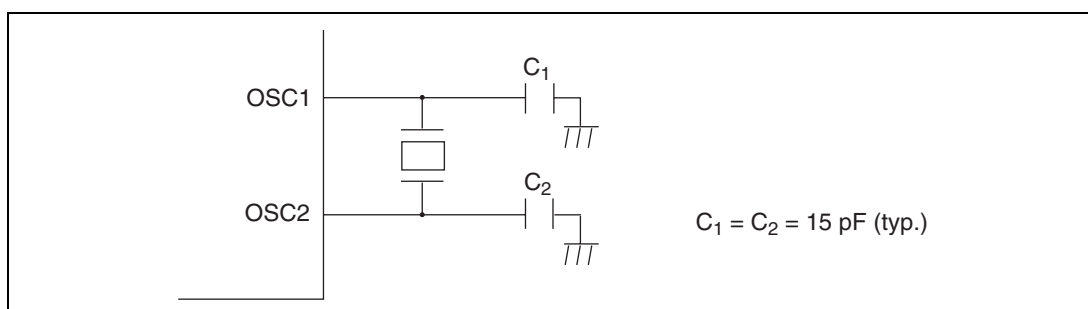 C1
OSC1
C2
OSC2
C1 = C2 = 15 pF (typ.)